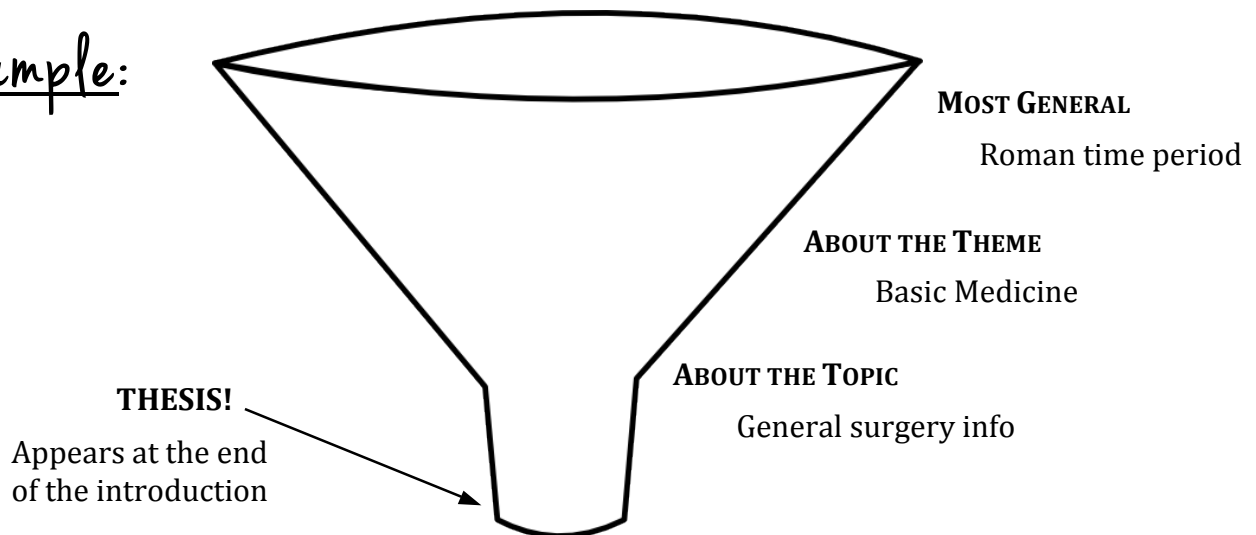 MOST GENERAL
Roman time period
ABOUT THE THEME
Basic Medicine
ABOUT THE TOPIC
General surgery info
THESIS!
Appears at the end
of the introduction